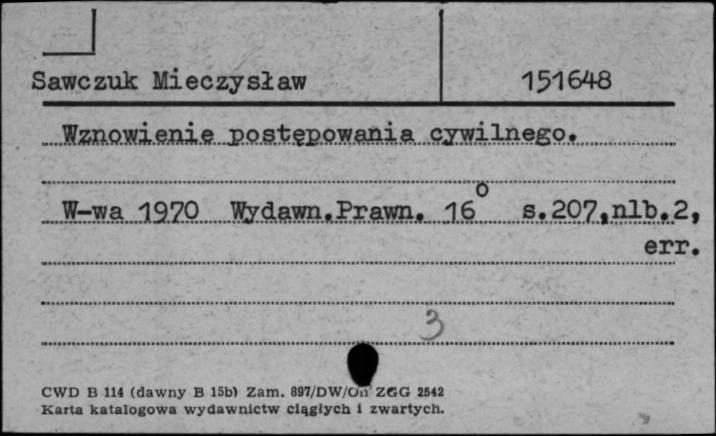 Sawczuk Mieczysław 151648
Wznowienie postępowania cywilnego.
W-wa 1970 Wydawn.Prawn. 16° s.207,nlb.2,
err.
3
CWD B 114 (dawny B 15b) Zam. 897/DW/On ZGG 2542
Karta katalogowa wydawnictw ciągłych i zwartych.